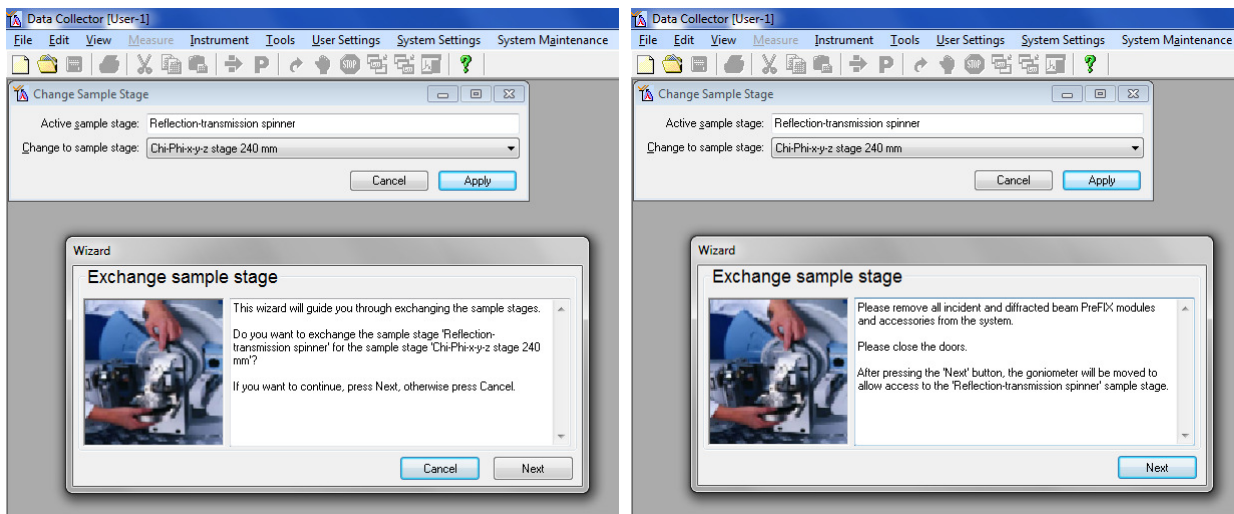 Data Collector [User-1]
File Edit View Measure Instrument Tools User Settings System Settings System Maintenance
STOP
Change Sample Stage
Active sample stage: Reflection-transmission spinner
Change to sample stage: Chi-Phi-x-y-z stage 240 mm
Cancel Apply
Wizard
Exchange sample stage
This wizard will guide you through exchanging the sample stages.
Do you want to exchange the sample stage 'Reflection-
transmission spinner' for the sample stage 'Chi-Phi-x-y-z stage 240
mm'?
If you want to continue, press Next, otherwise press Cancel.
Cancel Next
Data Collector [User-1]
File Edit View Measure Instrument Tools User Settings System Settings System Maintenance
STOP
Change Sample Stage
Active sample stage: Reflection-transmission spinner
Change to sample stage: Chi-Phi-x-y-z stage 240 mm
Cancel Apply
Wizard
Exchange sample stage
Please remove all incident and diffracted beam PreFIX modules
and accessories from the system.
Please close the doors.
After pressing the 'Next' button, the goniometer will be moved to
allow access to the 'Reflection-transmission spinner' sample stage.
Next